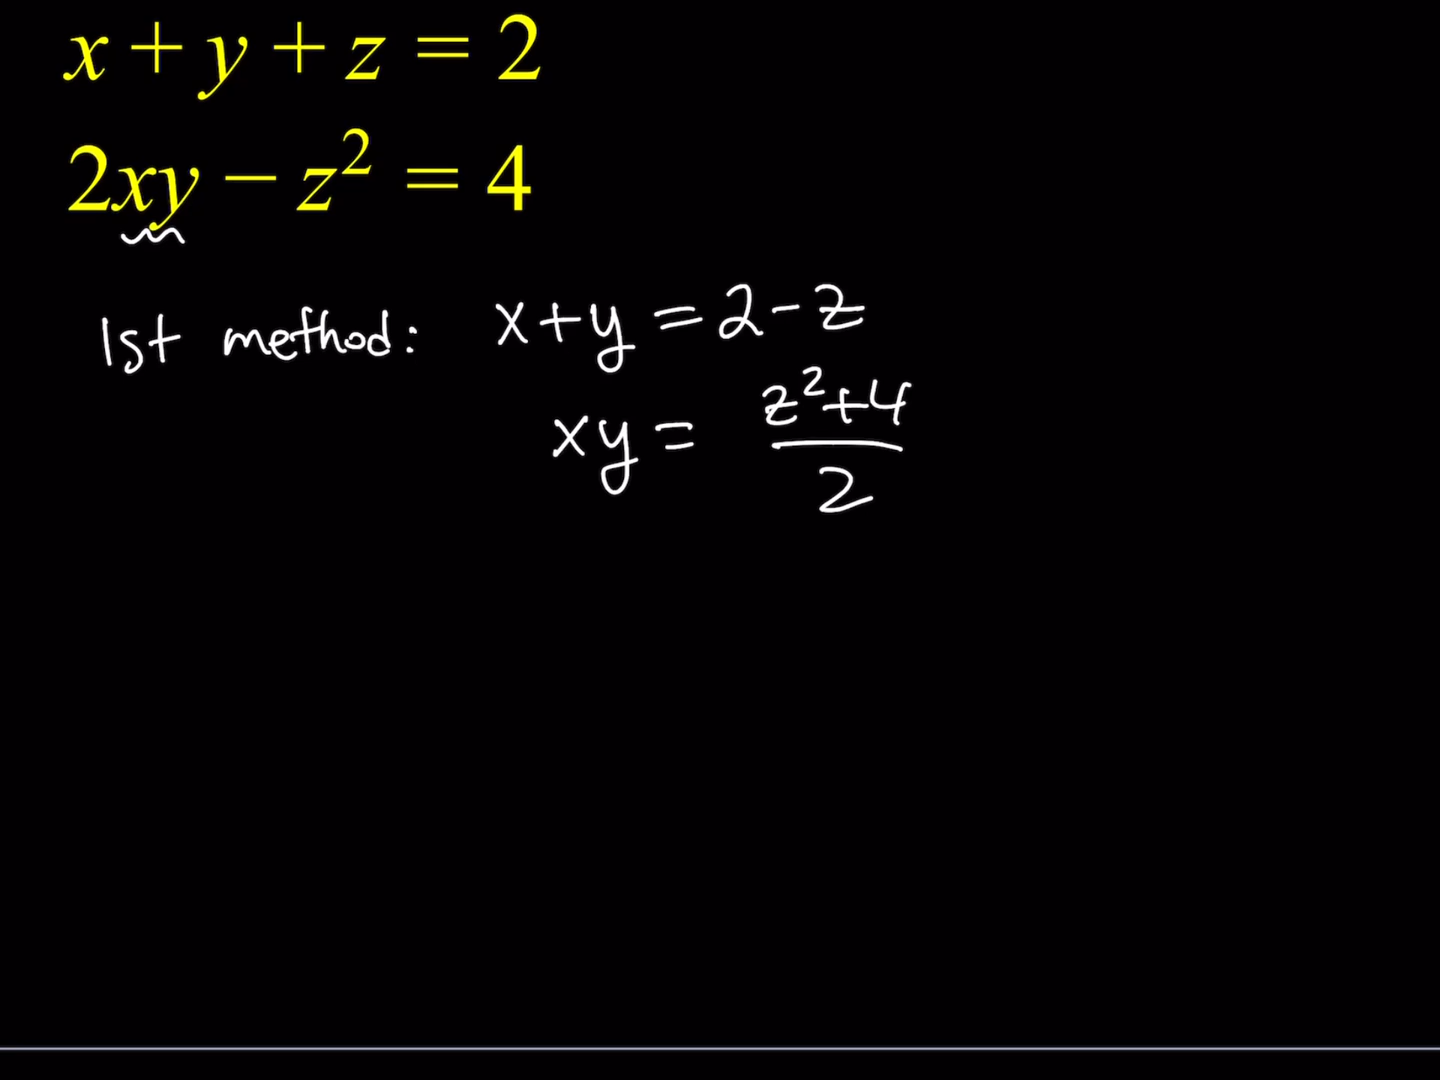 x + y + z = 2
2xy − z² = 4
1st method: x+y = 2-z
xy = z²+4
2